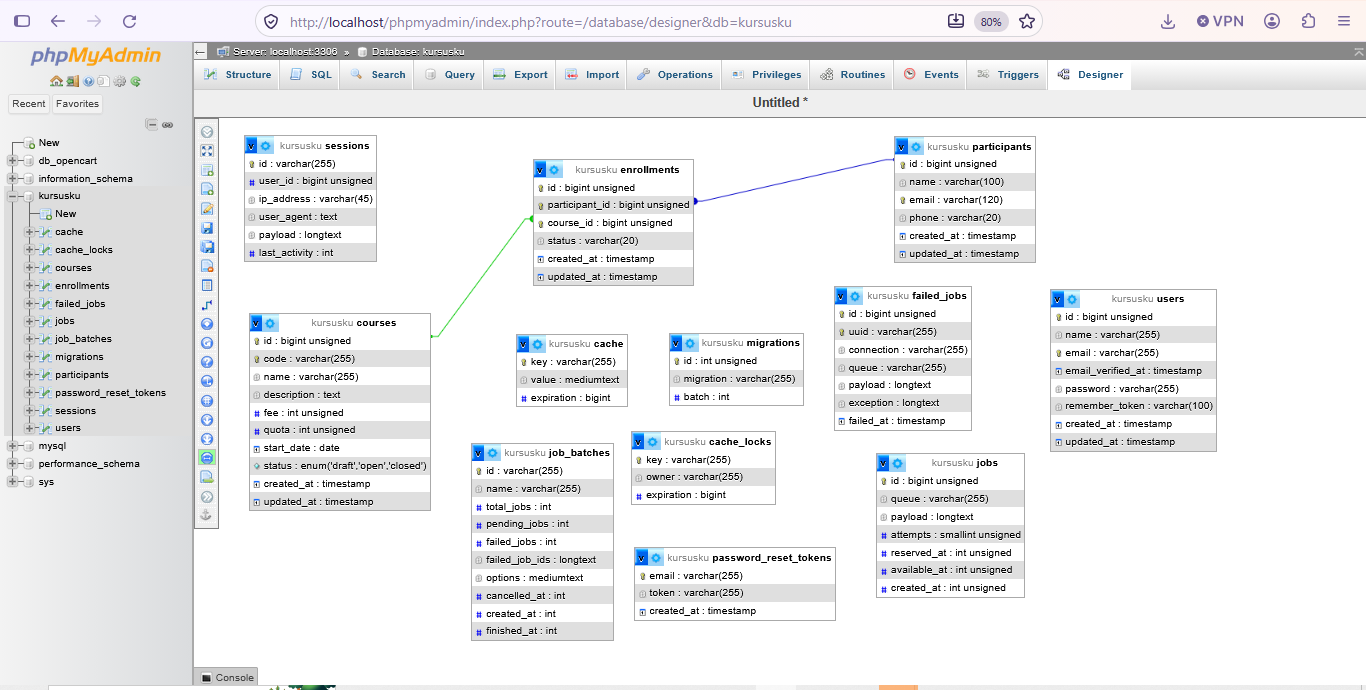 http://localhost/phpmyadmin/index.php?route=/database/designer&db=kursusku
80%
VPN
phpMyAdmin
Recent
Favorites
New
db_opencart
information_schema
kursusku
New
cache
cache_locks
courses
enrollments
failed_jobs
jobs
job_batches
migrations
participants
password_reset_tokens
sessions
users
mysql
performance_schema
sys
Server: localhost:3306 » Database: kursusku
Structure
SQL
Search
Query
Export
Import
Operations
Privileges
Routines
Events
Triggers
Designer
Untitled *
v kursusku sessions
id : varchar(255)
# user_id : bigint unsigned
ip_address : varchar(45)
user_agent : text
payload : longtext
# last_activity : int
v kursusku enrollments
id : bigint unsigned
participant_id : bigint unsigned
course_id : bigint unsigned
status : varchar(20)
created_at : timestamp
updated_at : timestamp
v kursusku participants
id : bigint unsigned
name : varchar(100)
email : varchar(120)
phone : varchar(20)
created_at : timestamp
updated_at : timestamp
v kursusku courses
id : bigint unsigned
code : varchar(255)
name : varchar(255)
description : text
# fee : int unsigned
# quota : int unsigned
start_date : date
status : enum('draft','open','closed')
created_at : timestamp
updated_at : timestamp
v kursusku cache
key : varchar(255)
value : mediumtext
# expiration : bigint
v kursusku migrations
id : int unsigned
migration : varchar(255)
# batch : int
v kursusku failed_jobs
id : bigint unsigned
uuid : varchar(255)
connection : varchar(255)
queue : varchar(255)
payload : longtext
exception : longtext
failed_at : timestamp
v kursusku users
id : bigint unsigned
name : varchar(255)
email : varchar(255)
email_verified_at : timestamp
password : varchar(255)
remember_token : varchar(100)
created_at : timestamp
updated_at : timestamp
v kursusku job_batches
id : varchar(255)
name : varchar(255)
# total_jobs : int
# pending_jobs : int
# failed_jobs : int
failed_job_ids : longtext
options : mediumtext
# cancelled_at : int
# created_at : int
# finished_at : int
v kursusku cache_locks
key : varchar(255)
owner : varchar(255)
# expiration : bigint
v kursusku password_reset_tokens
email : varchar(255)
token : varchar(255)
created_at : timestamp
v kursusku jobs
id : bigint unsigned
queue : varchar(255)
payload : longtext
# attempts : smallint unsigned
# reserved_at : int unsigned
# available_at : int unsigned
# created_at : int unsigned
Console